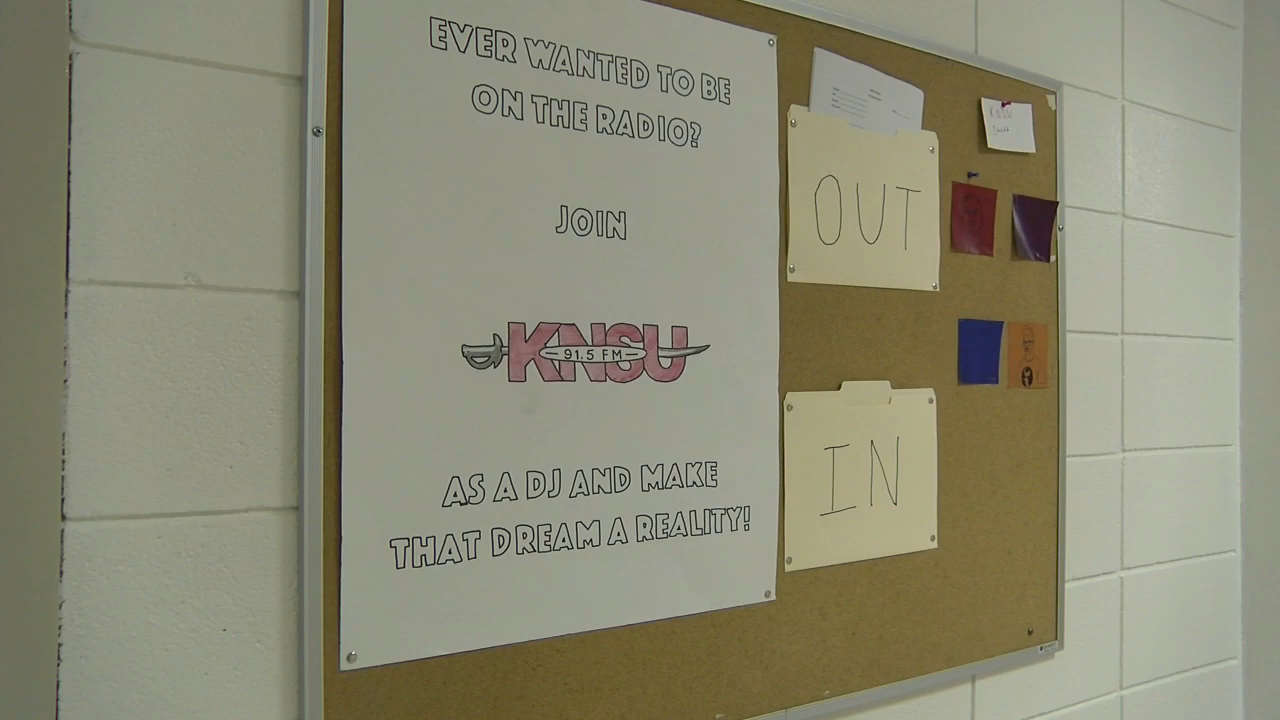 EVER WANTED TO BE
ON THE RADIO?
JOIN
KNSU
91.5 FM
AS A DJ AND MAKE
THAT DREAM A REALITY!
OUT
IN
KNSU